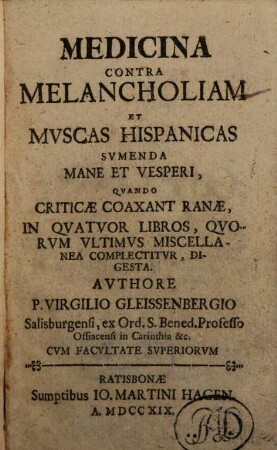 MEDICINA
CONTRA
MELANCHOLIAM
ET
MVSCAS HISPANICAS
SVMENDA
MANE ET VESPERI,
QVANDO
CRITICÆ COAXANT RANÆ,
IN QVATVOR LIBROS, QVO-
RVM VLTIMVS MISCELLA-
NEA COMPLECTITVR, DI-
GESTA.
AVTHORE
P. VIRGILIO GLEISSENBERGIO
Salisburgensi, ex Ord. S. Bened. Professo
Ossiacensi in Carinthia &c.
CVM FACVLTATE SVPERIORVM
RATISBONÆ
Sumptibus IO. MARTINI HAGEN.
A. MDCCXIX.